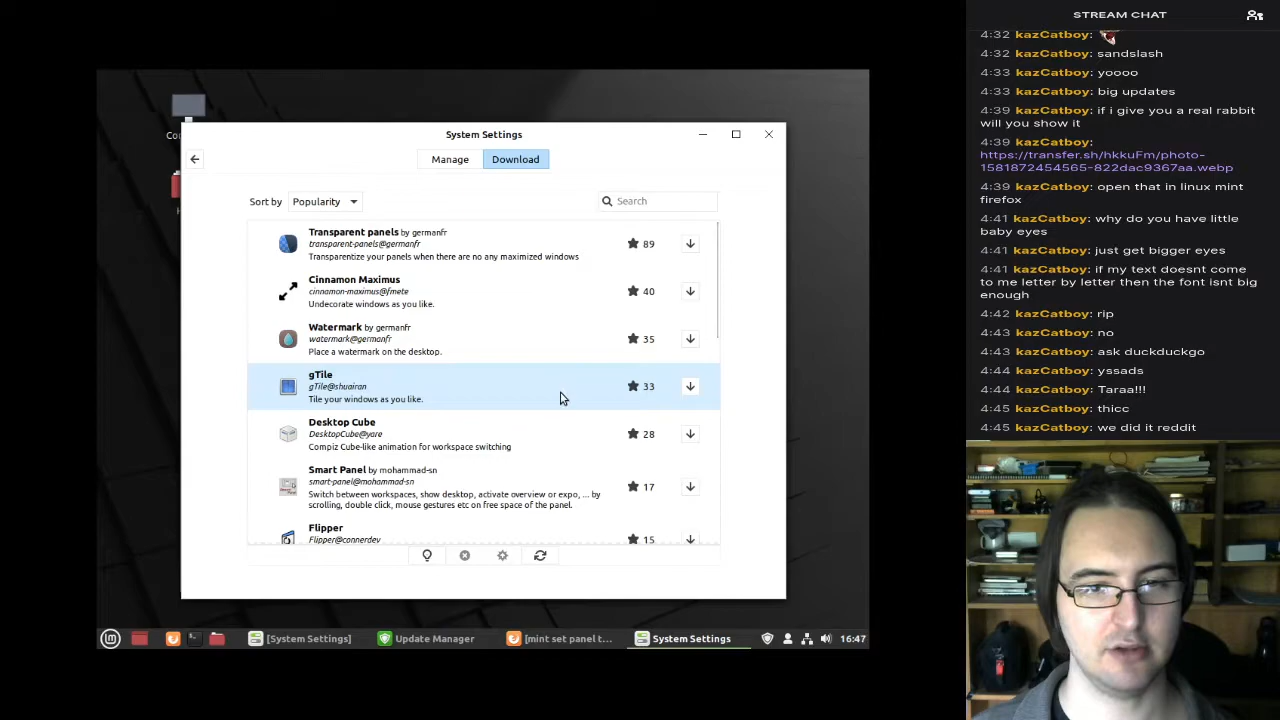 STREAM CHAT
4:32 kazCatboy:
4:32 kazCatboy: sandslash
4:33 kazCatboy: yoooo
4:33 kazCatboy: big updates
4:39 kazCatboy: if i give you a real rabbit
will you show it
4:39 kazCatboy:
https://transfer.sh/hkkuFm/photo-
1581872454565-822dac9367aa.webp
4:39 kazCatboy: open that in linux mint
firefox
4:41 kazCatboy: why do you have little
baby eyes
4:41 kazCatboy: just get bigger eyes
4:41 kazCatboy: if my text doesnt come
to me letter by letter then the font isnt big
enough
4:42 kazCatboy: rip
4:43 kazCatboy: no
4:43 kazCatboy: ask duckduckgo
4:44 kazCatboy: yssads
4:44 kazCatboy: Taraa!!!
4:45 kazCatboy: thicc
4:45 kazCatboy: we did it reddit
System Settings
Manage Download
Sort by Popularity Search
Transparent panels by germanfr
transparent-panels@germanfr 89
Transparentize your panels when there are no any maximized windows
Cinnamon Maximus
cinnamon-maximus@fmete 40
Undecorate windows as you like.
Watermark by germanfr
watermark@germanfr 35
Place a watermark on the desktop.
gTile
gTile@shuairan 33
Tile your windows as you like.
Desktop Cube
DesktopCube@yare 28
Compiz Cube-like animation for workspace switching
Smart Panel by mohammad-sn
smart-panel@mohammad-sn 17
Switch between workspaces, show desktop, activate overview or expo, ... by
scrolling, double click, mouse gestures etc on free space of the panel.
Flipper
Flipper@connerdev 15
[System Settings] Update Manager [mint set panel t... System Settings 16:47